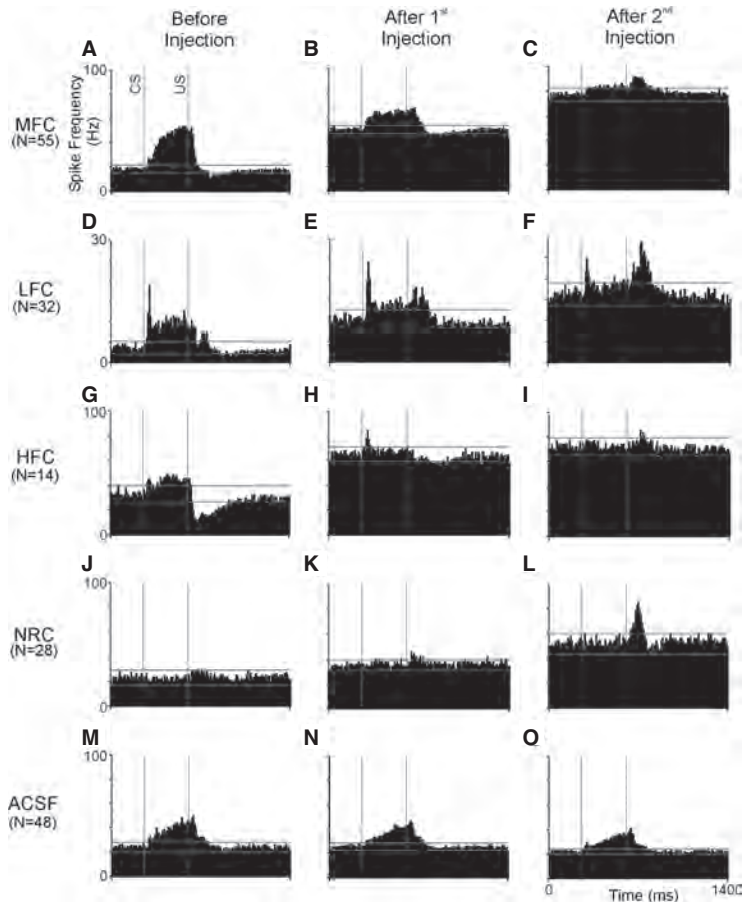 Before
Injection
After 1st
Injection
After 2nd
Injection
A
B
C
100
CS
US
Spike Frequency
(Hz)
0
MFC
(N=55)
D
E
F
30
LFC
(N=32)
0
G
H
I
100
HFC
(N=14)
0
J
K
L
100
NRC
(N=28)
0
M
N
O
100
ACSF
(N=48)
0
0
1400
Time (ms)